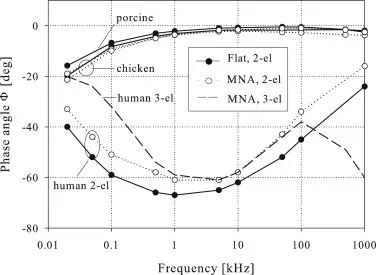 porcine
0
Flat, 2-el
chicken
MNA, 2-el
-20
human 3-el
MNA, 3-el
Phase angle Φ [deg]
-40
-60
human 2-el
-80
0.01 0.1 1 10 100 1000
Frequency [kHz]